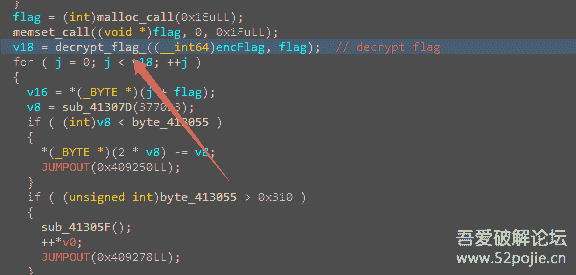 }
flag = (int)malloc_call(0x1EuLL);
memset_call((void *)flag, 0, 0x1FuLL);
v18 = decrypt_flag_((__int64)encFlag, flag);  // decrypt flag
for ( j = 0; j < v18; ++j )
{
v16 = *(_BYTE *)(j + flag);
v8 = sub_41307D(
if ( (int)v8 < byte_413055 )
{
*(_BYTE *)(2 * v8) -= v8;
JUMPOUT(0x409250LL);
}
if ( (unsigned int)byte_413055 > 0x310 )
{
sub_41305F();
++*v0;
JUMPOUT(0x409278LL);
}
吾爱破解论坛
www.52pojie.cn